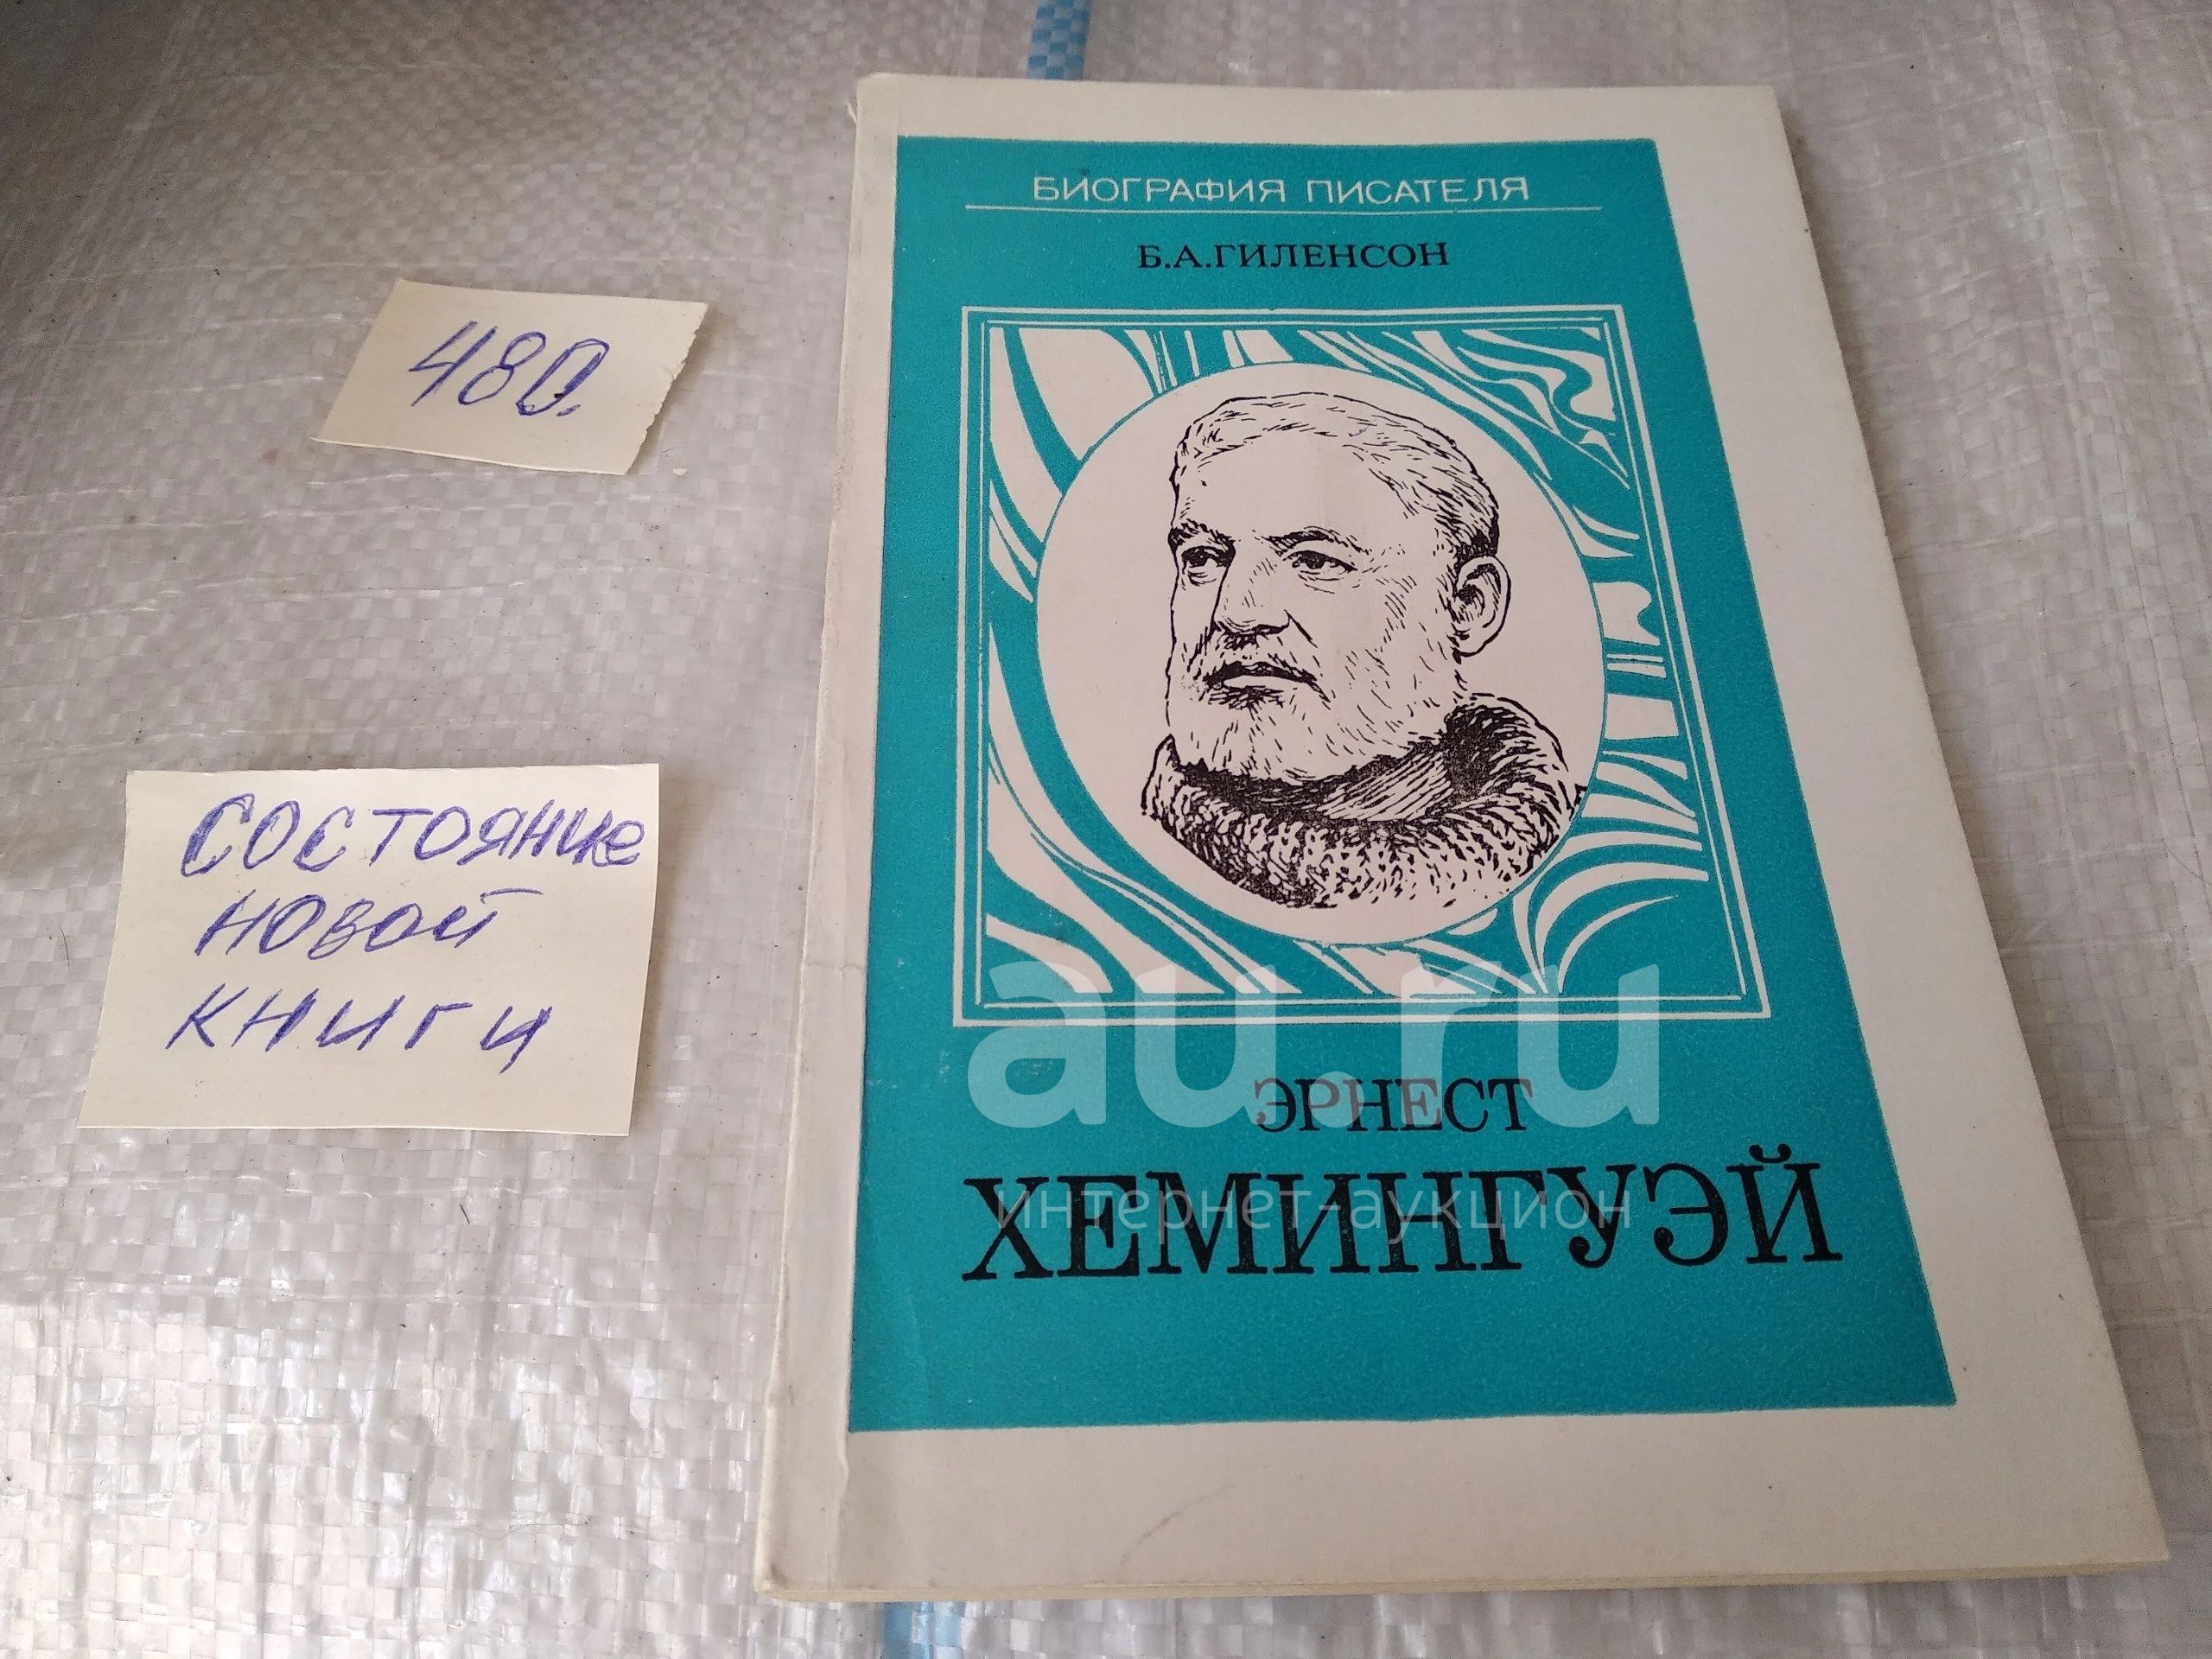 480.
СОСТОЯНИЕ
НОВОЙ
КНИГИ
БИОГРАФИЯ ПИСАТЕЛЯ
Б.А.ГИЛЕНСОН
ЭРНЕСТ
ХЕМИНГУЭЙ
au.ru
интернет-аукцион